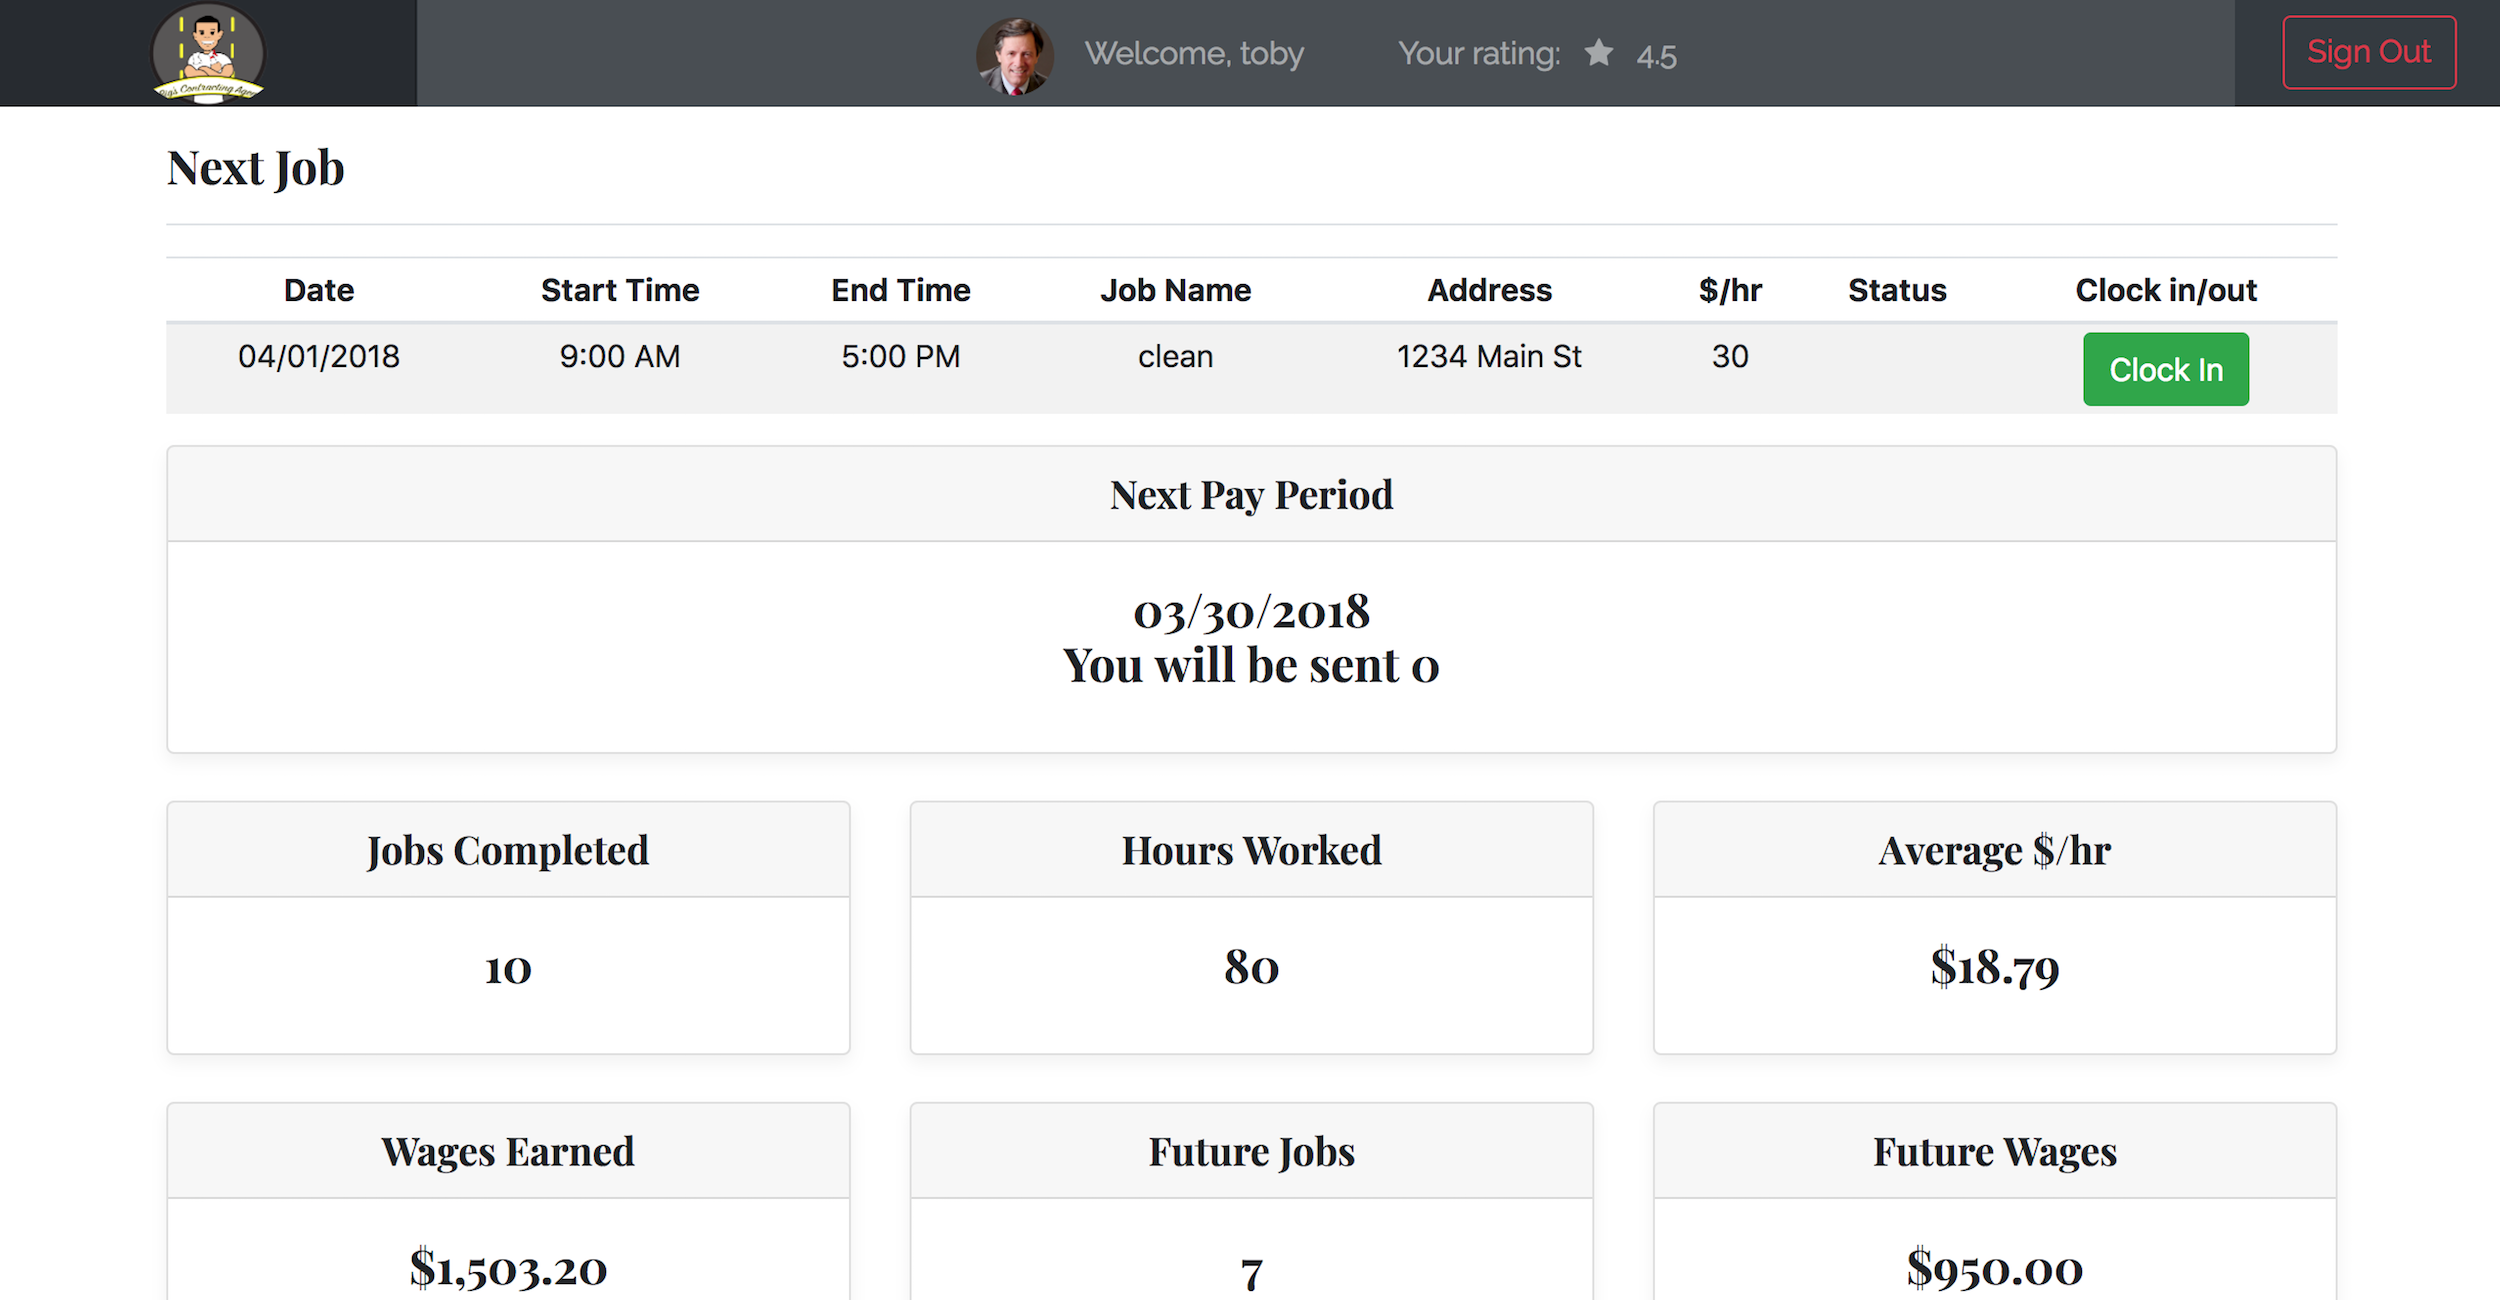 Contracting
Welcome, toby
Your rating: ★ 4.5
Sign Out
Next Job
Date Start Time End Time Job Name Address $/hr Status Clock in/out
04/01/2018 9:00 AM 5:00 PM clean 1234 Main St 30 Clock In
Next Pay Period
03/30/2018
You will be sent 0
Jobs Completed Hours Worked Average $/hr
10 80 $18.79
Wages Earned Future Jobs Future Wages
$1,503.20 7 $950.00